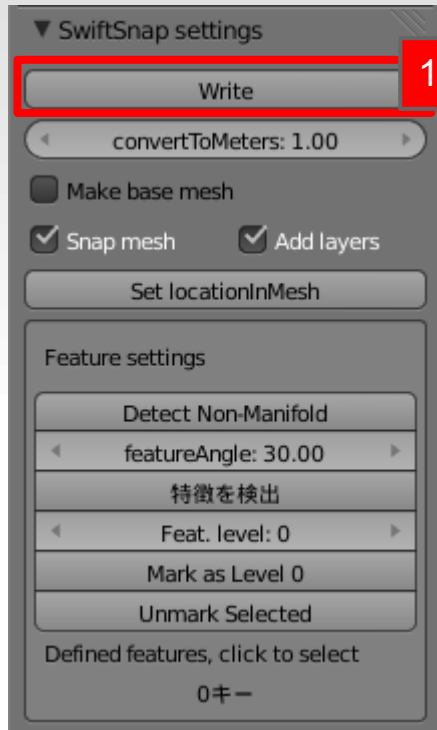 SwiftSnap settings
Write
1
convertToMeters: 1.00
Make base mesh
Snap mesh Add layers
Set locationInMesh
Feature settings
Detect Non-Manifold
featureAngle: 30.00
特徴を検出
Feat. level: 0
Mark as Level 0
Unmark Selected
Defined features, click to select
0キー